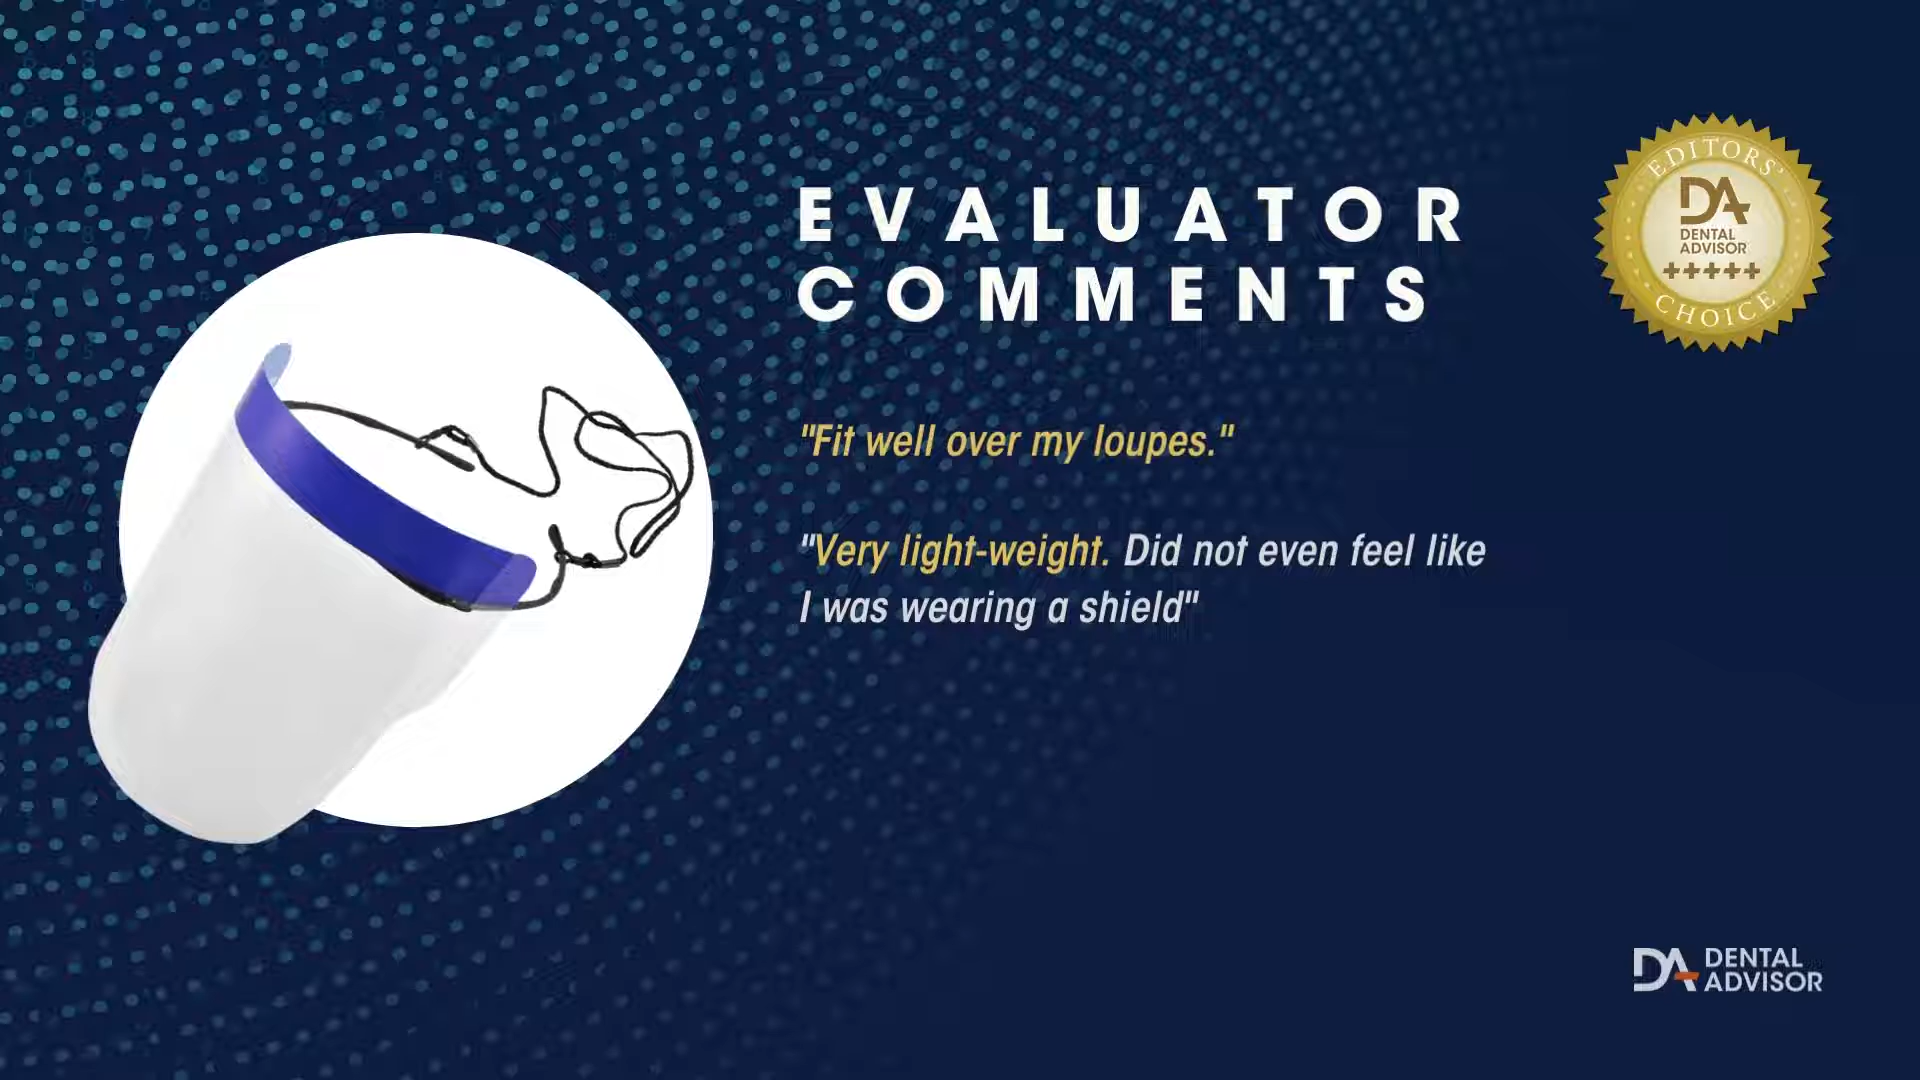 EVALUATOR
COMMENTS
EDITORS'
DA
DENTAL
ADVISOR
+++++
CHOICE
"Fit well over my loupes."
"Very light-weight. Did not even feel like
I was wearing a shield"
DA DENTAL
ADVISOR